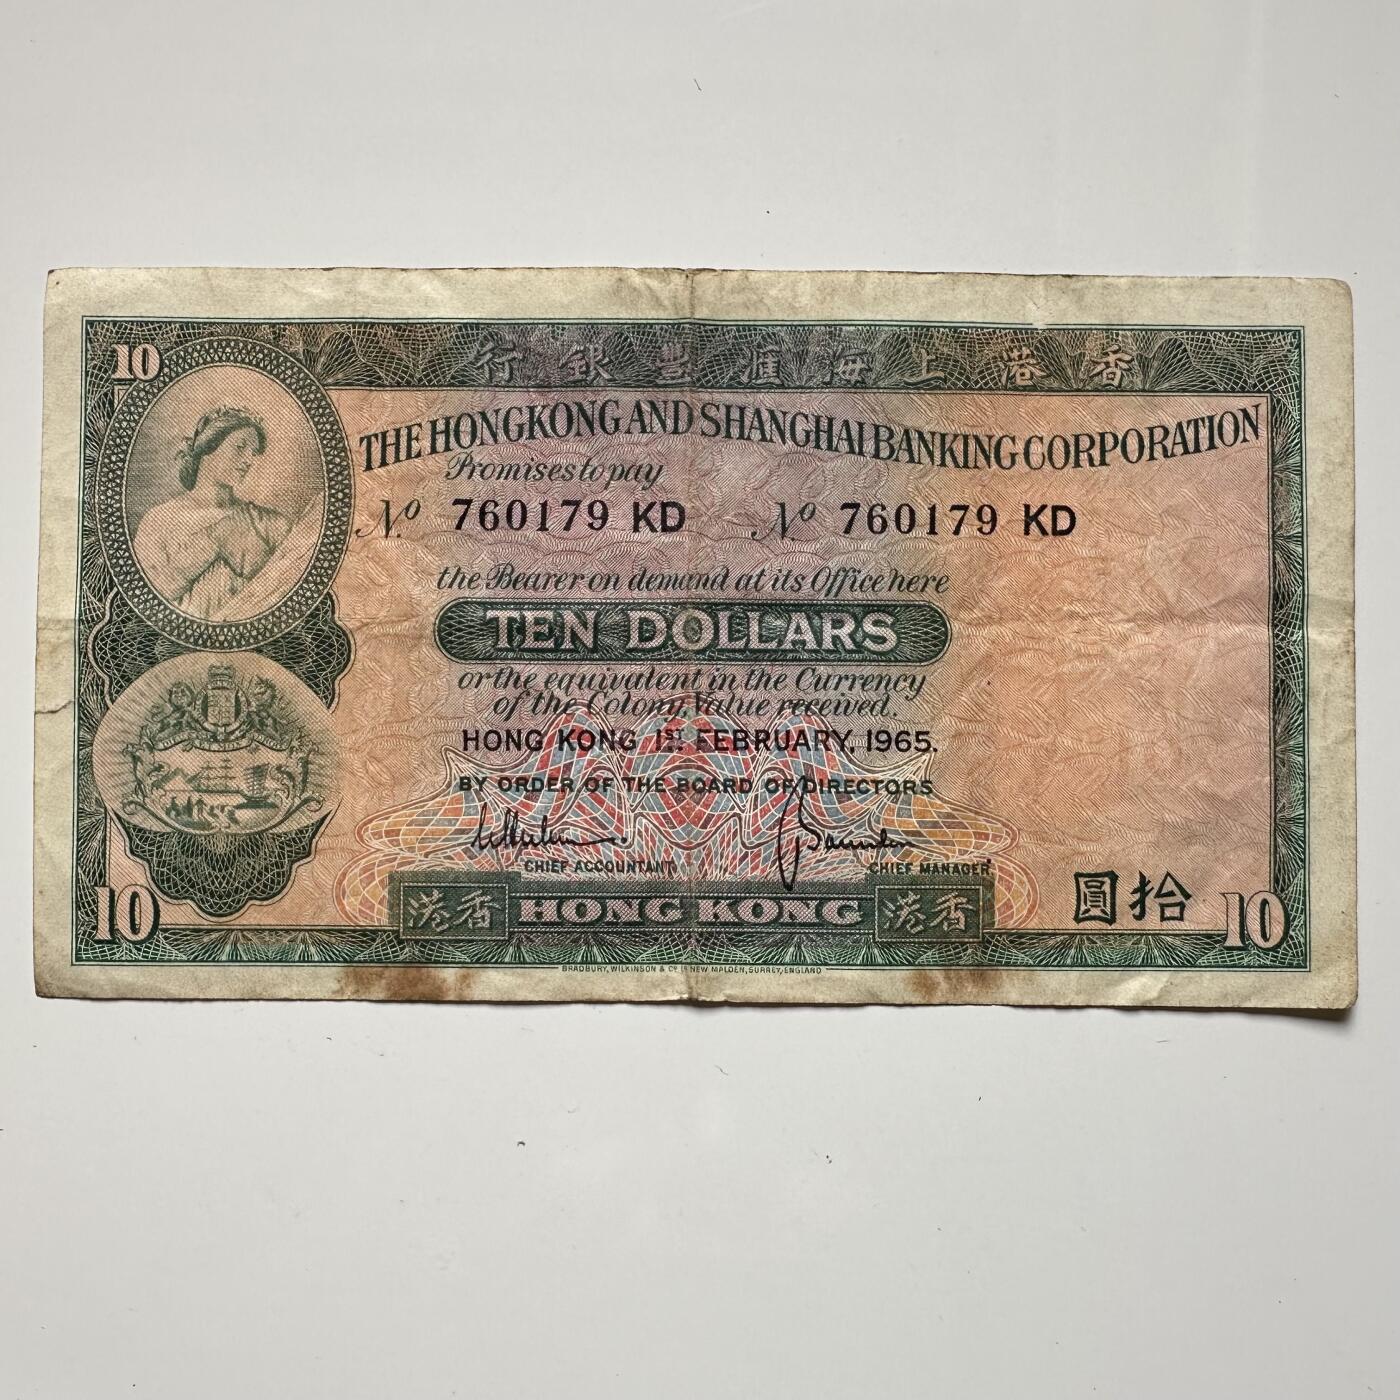 10
行銀豐滙海上港香
THE HONGKONG AND SHANGHAI BANKING CORPORATION
Promises to pay
No. 760179 KD No. 760179 KD
the Bearer on demand at its Office here
TEN DOLLARS
or the equivalent in the Currency
of the Colony, Value received.
HONG KONG 1ST. FEBRUARY, 1965.
BY ORDER OF THE BOARD OF DIRECTORS
CHIEF ACCOUNTANT CHIEF MANAGER
10 港香 HONG KONG 港香 圓拾 10
BRADBURY, WILKINSON & Co. Ld. NEW MALDEN, SURREY, ENGLAND